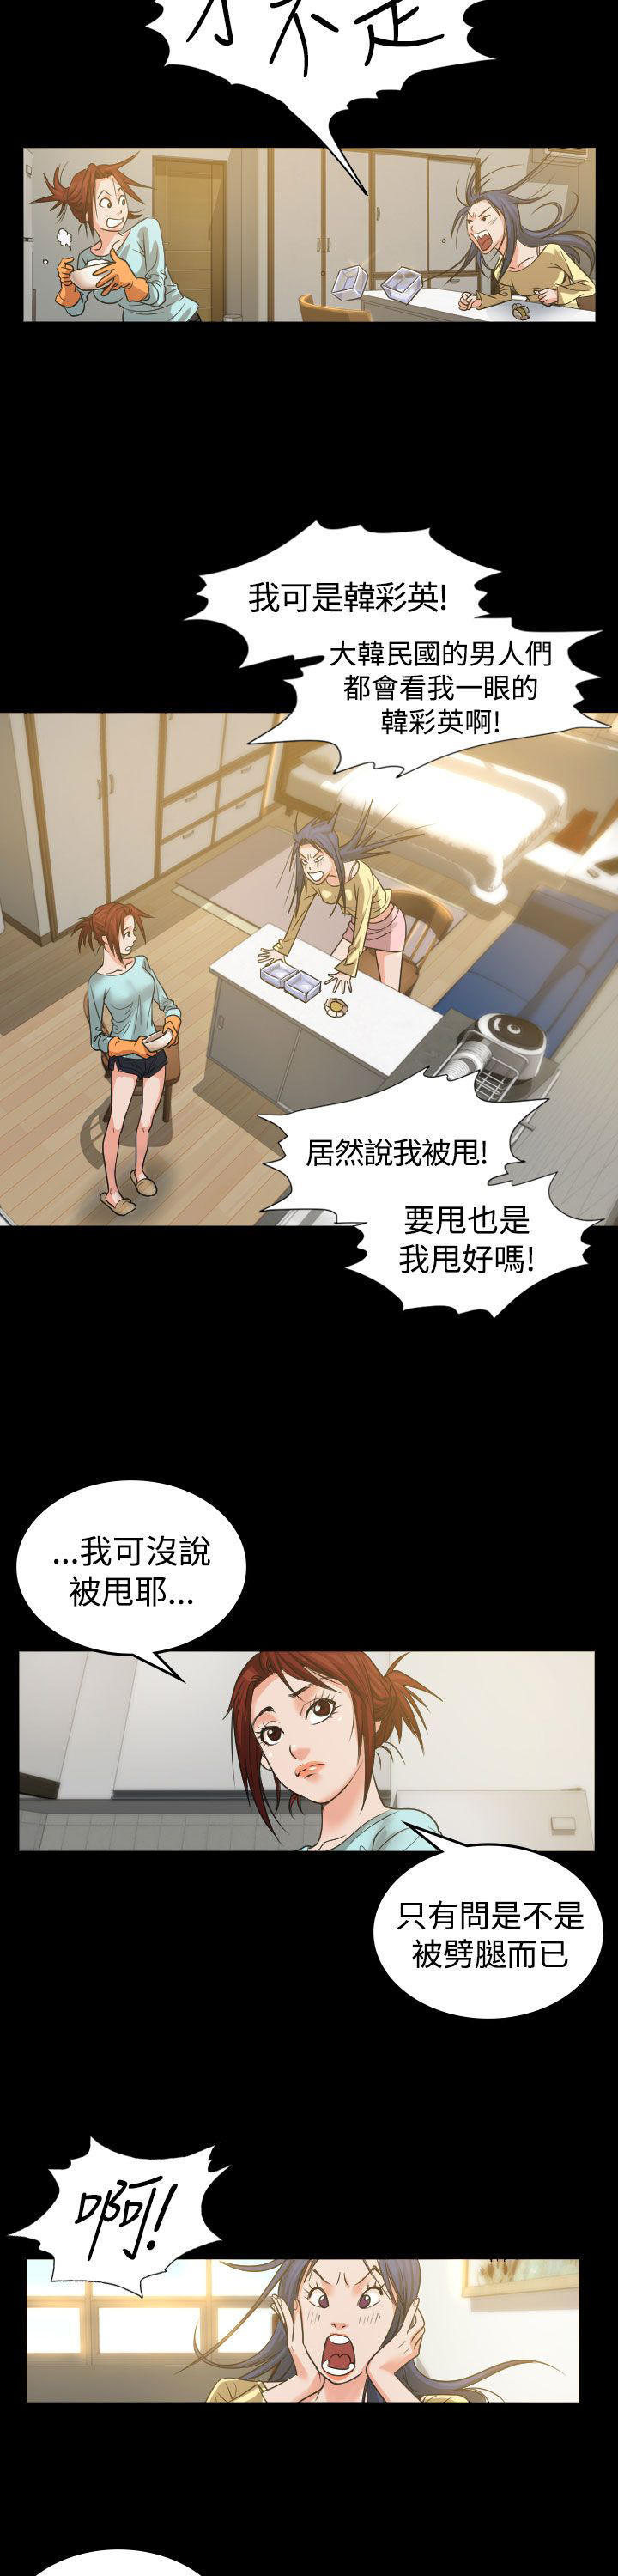 才不是
我可是韓彩英!
大韓民國的男人們
都會看我一眼的
韓彩英啊!
居然說我被甩!
要甩也是
我甩好嗎!
...我可沒說
被甩耶...
只有問是不是
被劈腿而已
啊!